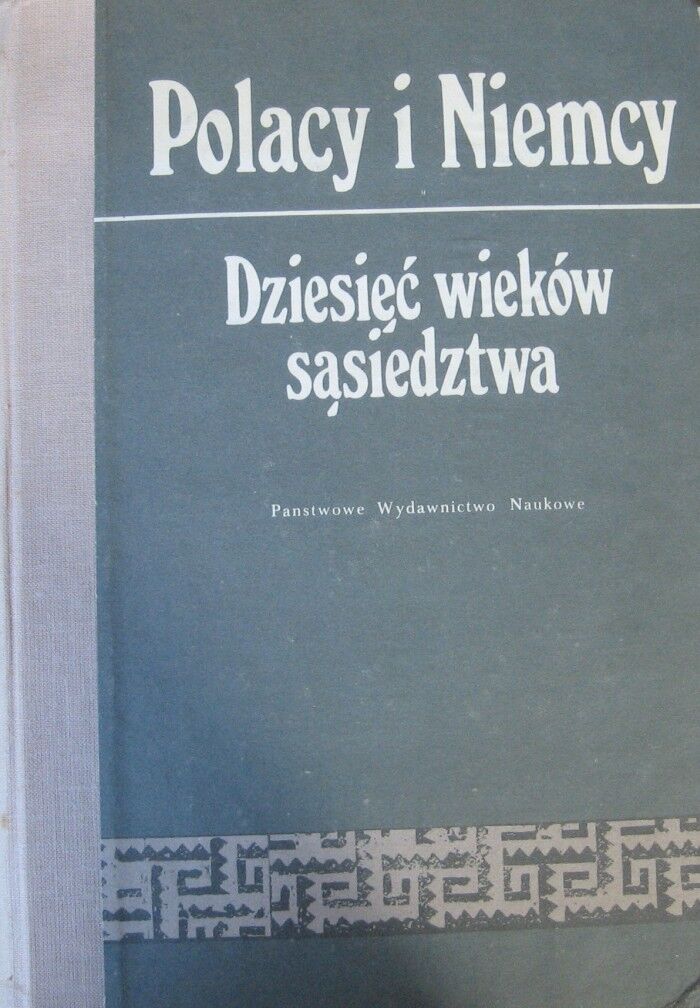 Polacy i Niemcy
Dziesięć wieków
sąsiedztwa
Panstwowe Wydawnictwo Naukowe